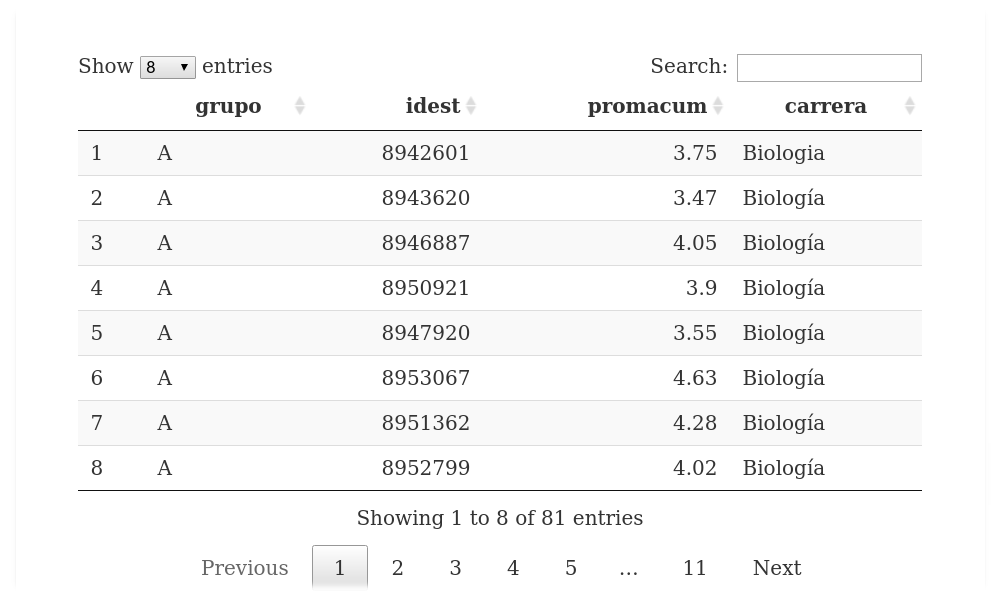 Show 8 entries Search:
grupo idest promacum carrera
1 A 8942601 3.75 Biologia
2 A 8943620 3.47 Biología
3 A 8946887 4.05 Biología
4 A 8950921 3.9 Biología
5 A 8947920 3.55 Biología
6 A 8953067 4.63 Biología
7 A 8951362 4.28 Biología
8 A 8952799 4.02 Biología
Showing 1 to 8 of 81 entries
Previous 1 2 3 4 5 … 11 Next